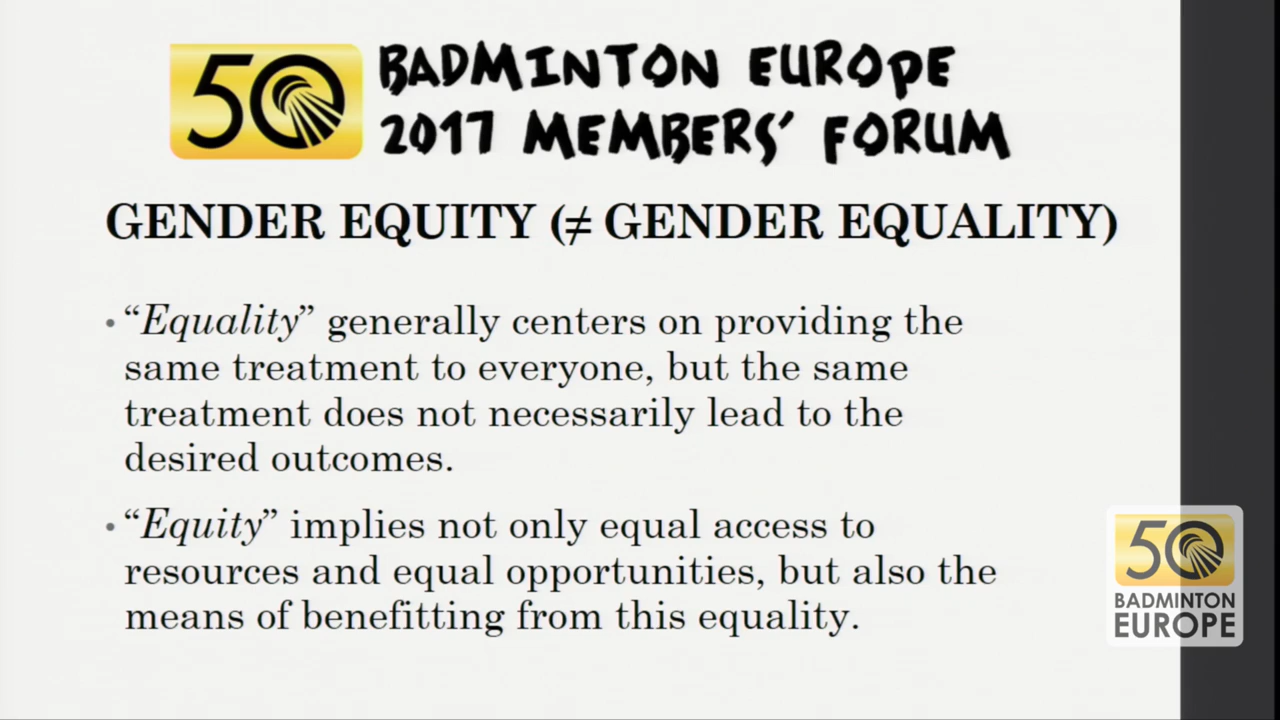 50 BADMINTON EUROPE
2017 MEMBERS' FORUM
GENDER EQUITY (≠ GENDER EQUALITY)
• “Equality” generally centers on providing the
same treatment to everyone, but the same
treatment does not necessarily lead to the
desired outcomes.
• “Equity” implies not only equal access to
resources and equal opportunities, but also the
means of benefitting from this equality.
50
BADMINTON
EUROPE